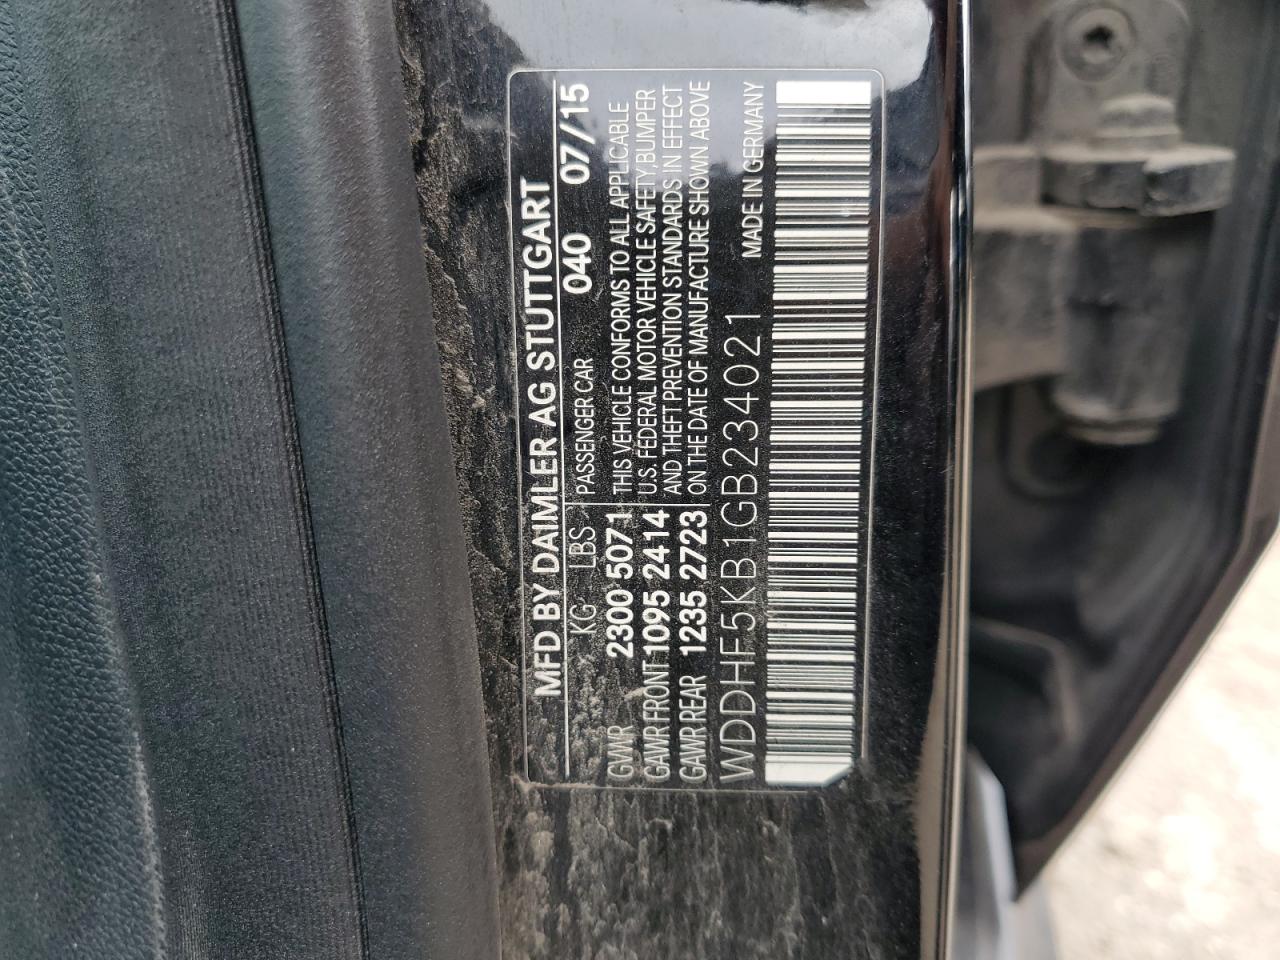 MFD BY DAIMLER AG STUTTGART
KG LBS PASSENGER CAR 040 07/15
GVWR 2300 5071
GAWR FRONT 1095 2414
GAWR REAR 1235 2723
THIS VEHICLE CONFORMS TO ALL APPLICABLE
U.S. FEDERAL MOTOR VEHICLE SAFETY,BUMPER
AND THEFT PREVENTION STANDARDS IN EFFECT
ON THE DATE OF MANUFACTURE SHOWN ABOVE
WDDHF5KB1GB234021 MADE IN GERMANY